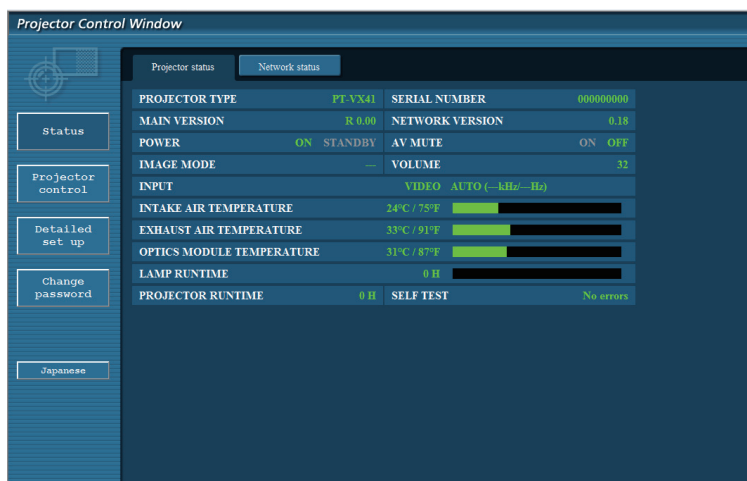 Projector Control Window
Projector status Network status
Status
Projector
control
Detailed
set up
Change
password
Japanese
PROJECTOR TYPE PT-VX41 SERIAL NUMBER 000000000
MAIN VERSION R 0.00 NETWORK VERSION 0.18
POWER ON STANDBY AV MUTE ON OFF
IMAGE MODE — VOLUME 32
INPUT VIDEO AUTO (—kHz/—Hz)
INTAKE AIR TEMPERATURE 24°C / 75°F
EXHAUST AIR TEMPERATURE 33°C / 91°F
OPTICS MODULE TEMPERATURE 31°C / 87°F
LAMP RUNTIME 0 H
PROJECTOR RUNTIME 0 H SELF TEST No errors